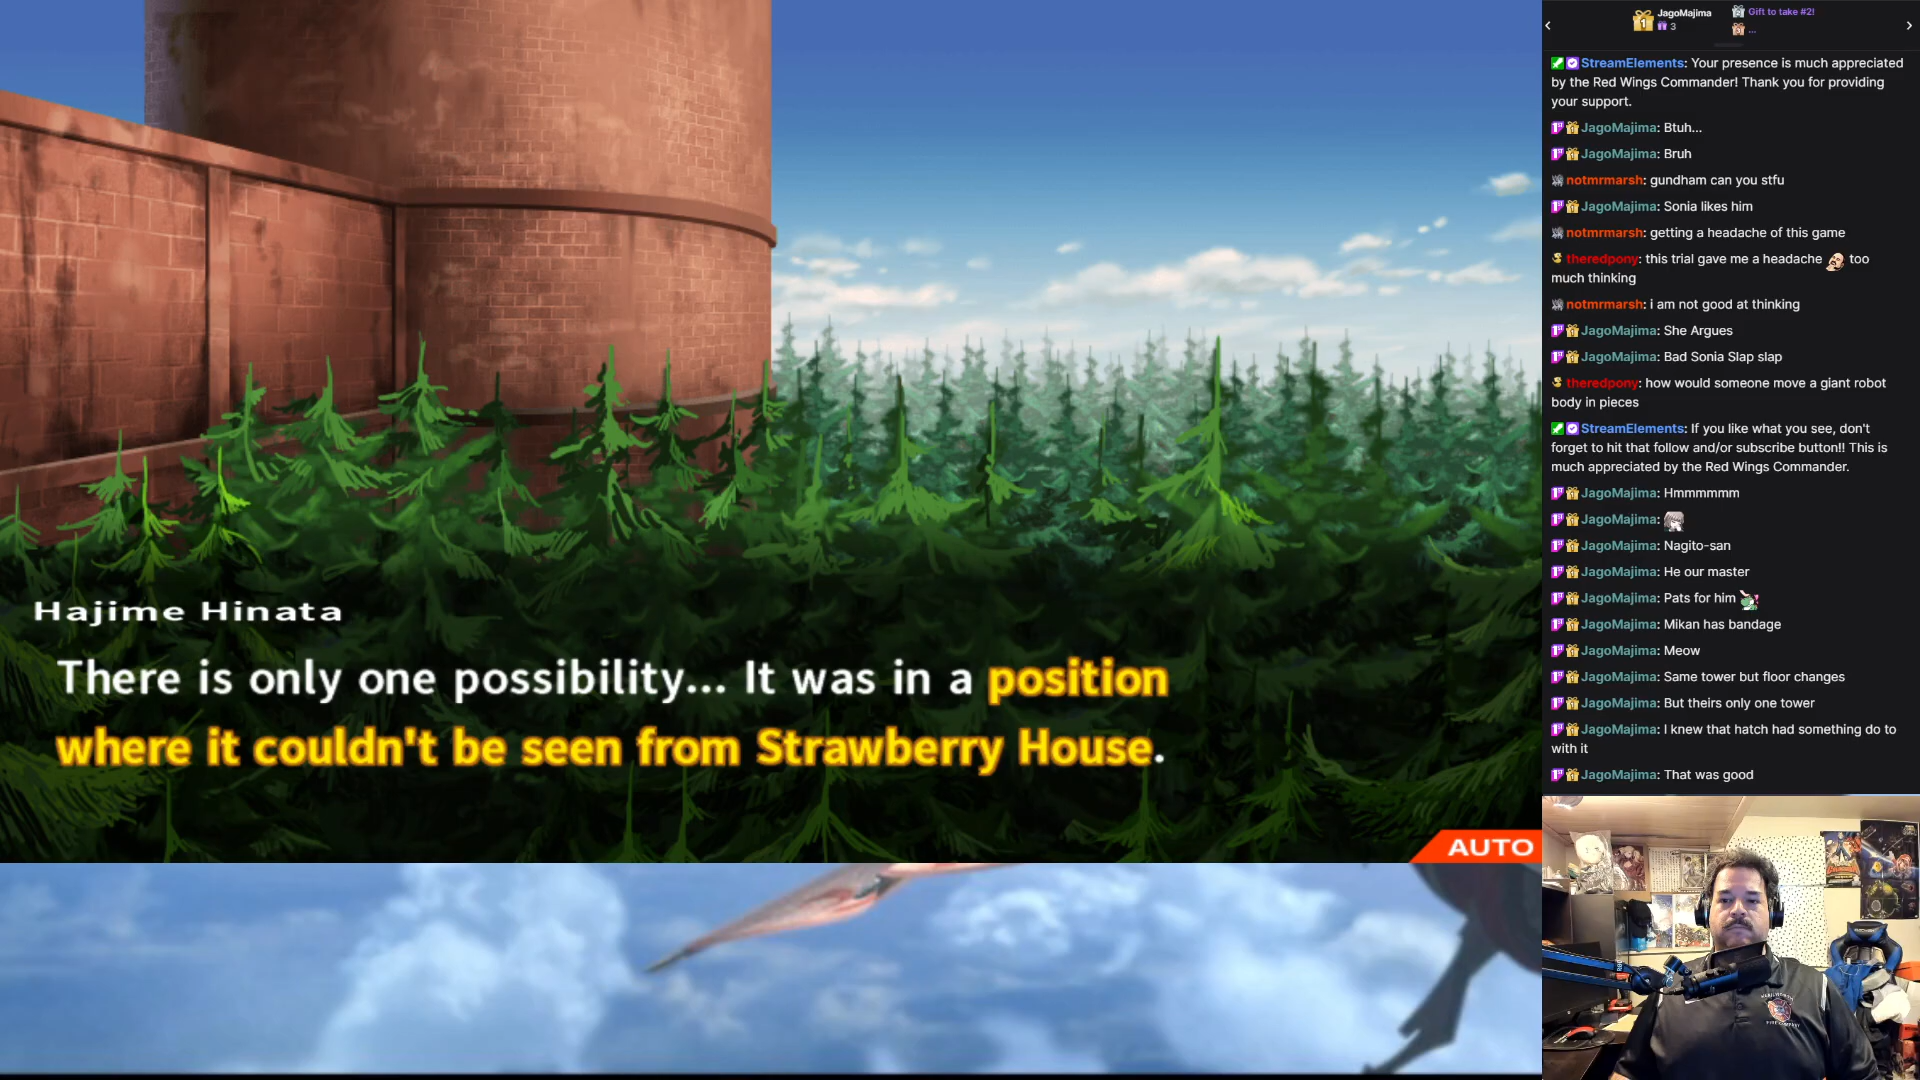 JagoMajima
3
Gift to take #2!
...
StreamElements: Your presence is much appreciated
by the Red Wings Commander! Thank you for providing
your support.
JagoMajima: Btuh...
JagoMajima: Bruh
notmrmarsh: gundham can you stfu
JagoMajima: Sonia likes him
notmrmarsh: getting a headache of this game
theredpony: this trial gave me a headache too
much thinking
notmrmarsh: i am not good at thinking
JagoMajima: She Argues
JagoMajima: Bad Sonia Slap slap
theredpony: how would someone move a giant robot
body in pieces
StreamElements: If you like what you see, don't
forget to hit that follow and/or subscribe button!! This is
much appreciated by the Red Wings Commander.
JagoMajima: Hmmmmmm
JagoMajima:
JagoMajima: Nagito-san
JagoMajima: He our master
JagoMajima: Pats for him
JagoMajima: Mikan has bandage
JagoMajima: Meow
JagoMajima: Same tower but floor changes
JagoMajima: But theirs only one tower
JagoMajima: I knew that hatch had something do to
with it
JagoMajima: That was good
Hajime Hinata
There is only one possibility... It was in a position
where it couldn't be seen from Strawberry House.
AUTO